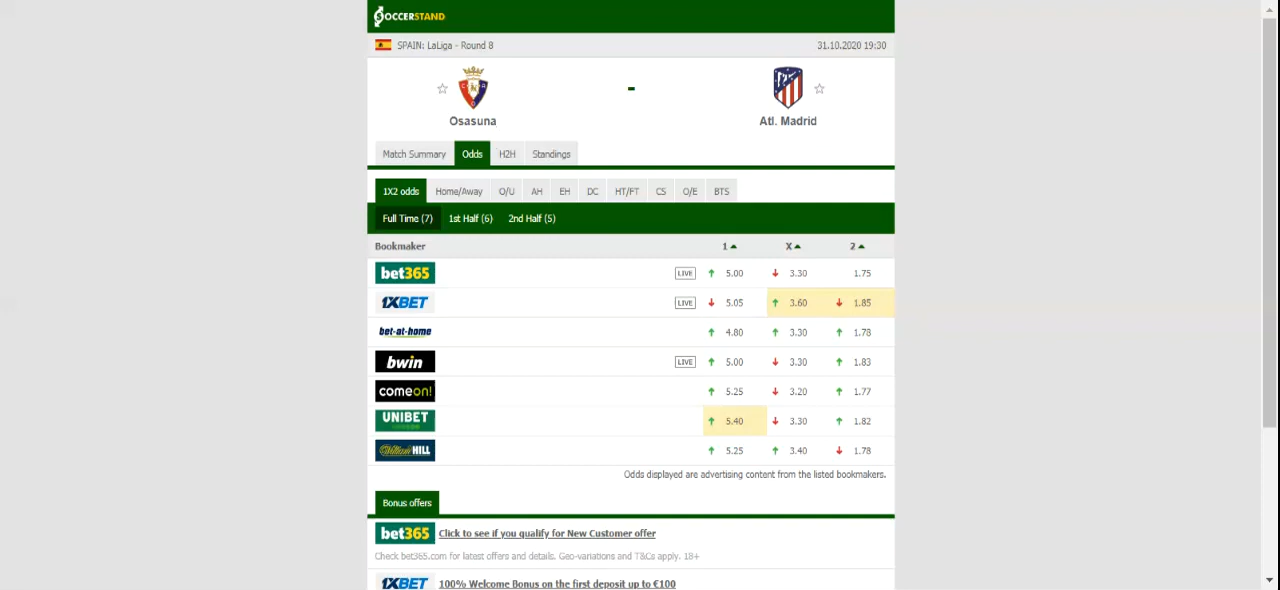 SOCCERSTAND
SPAIN: LaLiga - Round 8 31.10.2020 19:30
-
Osasuna Atl. Madrid
Match Summary Odds H2H Standings
1X2 odds Home/Away O/U AH EH DC HT/FT CS O/E BTS
Full Time (7) 1st Half (6) 2nd Half (5)
Bookmaker 1 X 2
bet365 LIVE 5.00 3.30 1.75
1XBET LIVE 5.05 3.60 1.85
bet-at-home 4.80 3.30 1.78
bwin LIVE 5.00 3.30 1.83
comeon! 5.25 3.20 1.77
UNIBET 5.40 3.30 1.82
William HILL 5.25 3.40 1.78
Odds displayed are advertising content from the listed bookmakers.
Bonus offers
bet365 Click to see if you qualify for New Customer offer
Check bet365.com for latest offers and details. Geo-variations and T&Cs apply. 18+
1XBET 100% Welcome Bonus on the first deposit up to €100